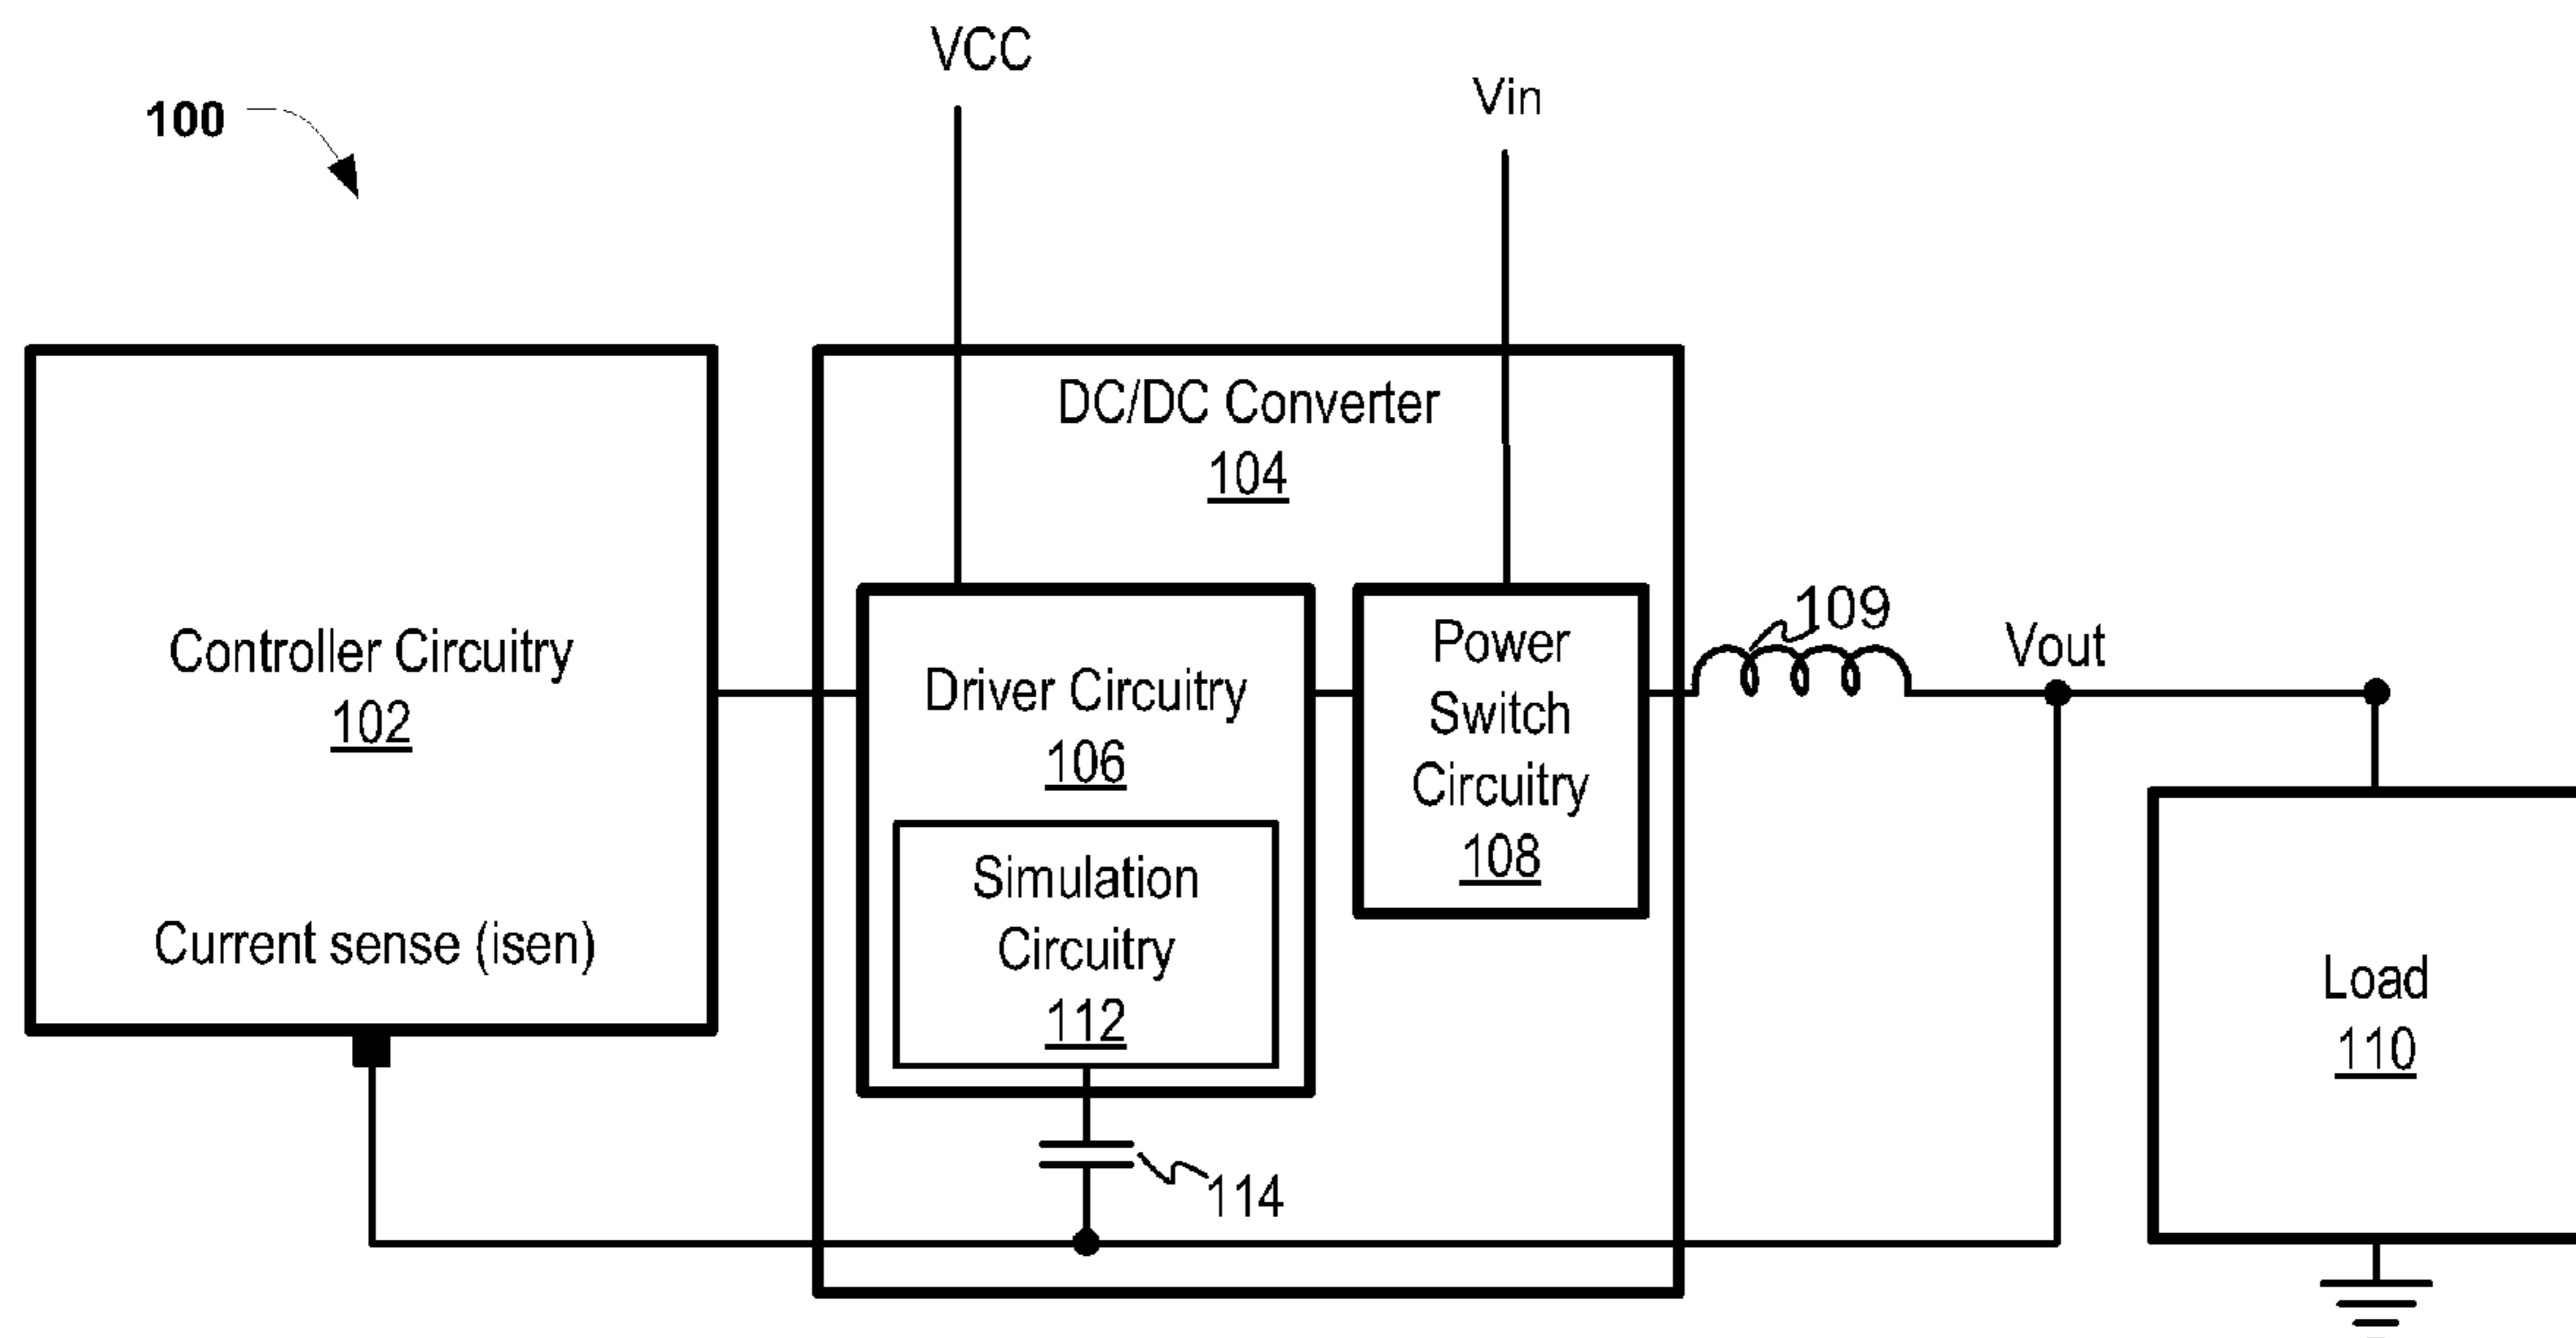 VCC
Vin
100
DC/DC Converter
104
Controller Circuitry
102
Current sense (isen)
Driver Circuitry
106
Simulation
Circuitry
112
Power
Switch
Circuitry
108
109
Vout
114
Load
110